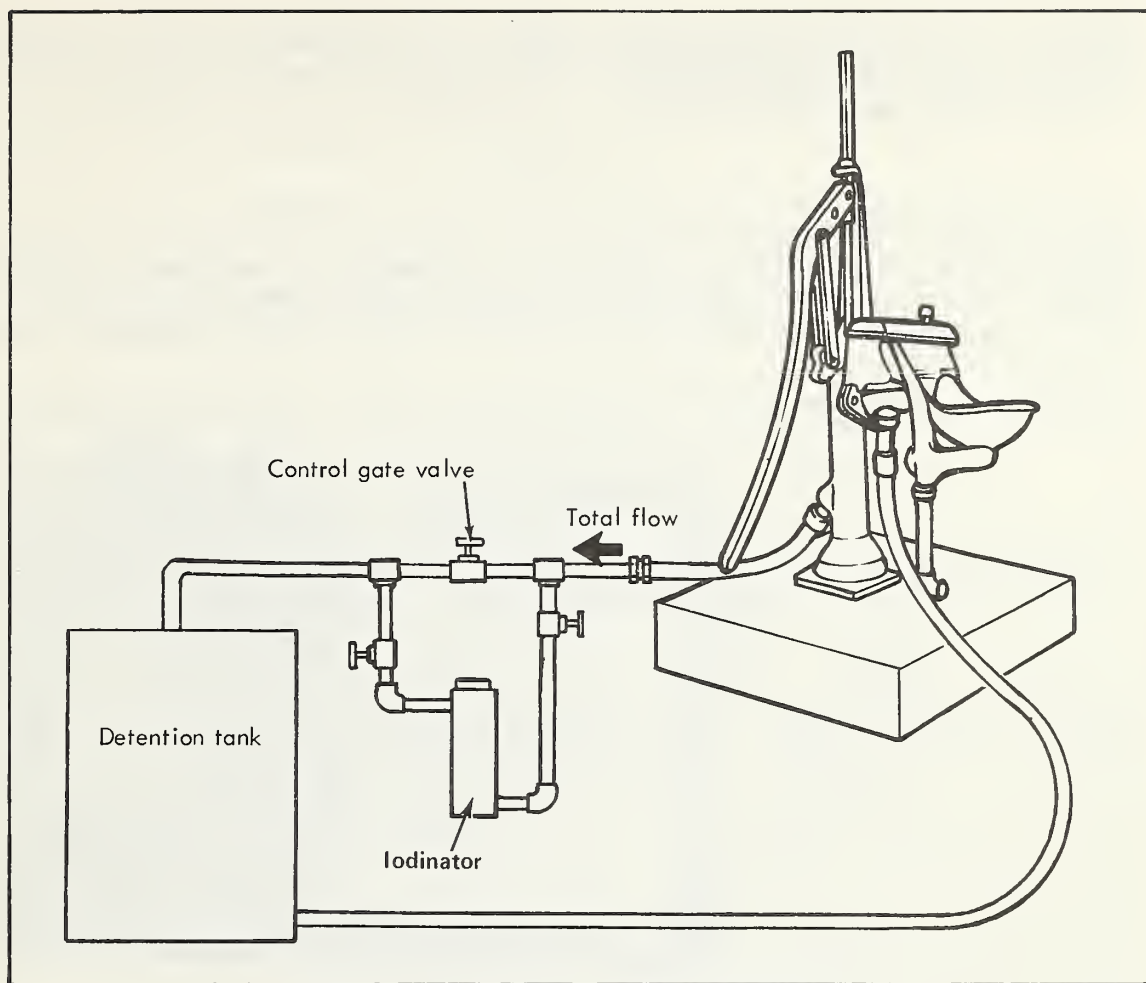 Control gate valve
Total flow
Detention tank
Iodinator